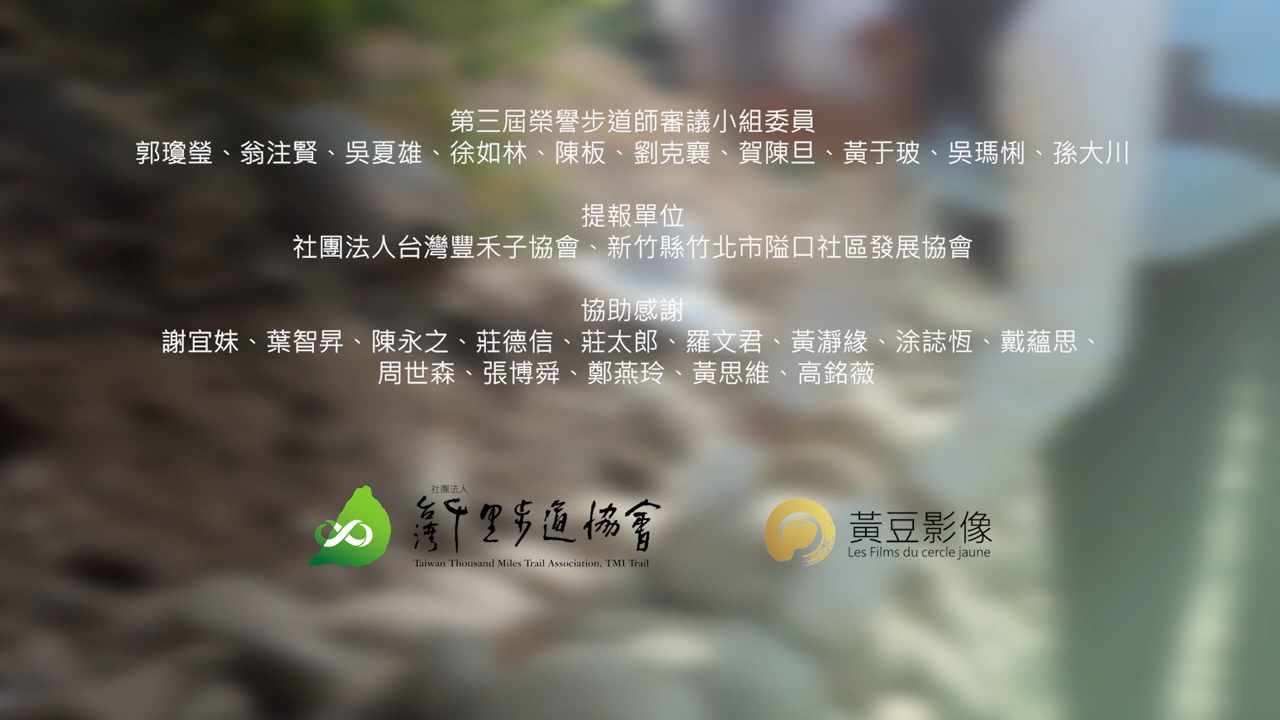 第三屆榮譽步道師審議小組委員
郭瓊瑩、翁注賢、吳夏雄、徐如林、陳板、劉克襄、賀陳旦、黃于玻、吳瑪悧、孫大川
提報單位
社團法人台灣豐禾子協會、新竹縣竹北市隘口社區發展協會
協助感謝
謝宜妹、葉智昇、陳永之、莊德信、莊太郎、羅文君、黃瀞緣、涂誌恆、戴蘊思、
周世森、張博舜、鄭燕玲、黃思維、高銘薇
社團法人
台灣千里步道協會
Taiwan Thousand Miles Trail Association, TMI Trail
黃豆影像
Les Films du cercle jaune